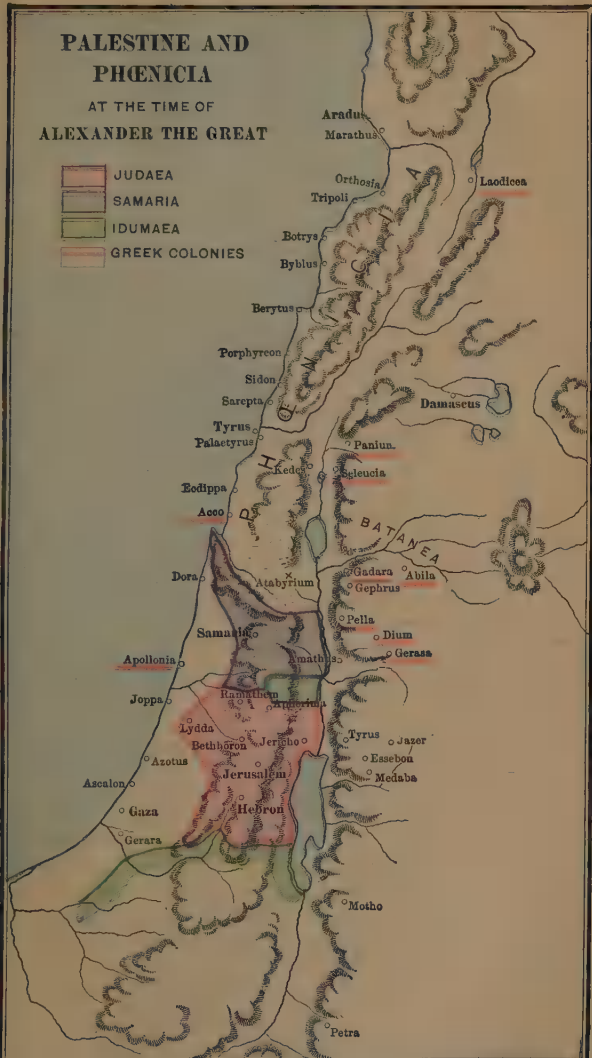 PALESTINE AND
PHŒNICIA
AT THE TIME OF
ALEXANDER THE GREAT
JUDAEA
SAMARIA
IDUMAEA
GREEK COLONIES
Aradus
Marathus
Orthosia
Laodicea
Tripoli
Botrys
Byblus
Berytus
PHŒNICIA
Porphyreon
Sidon
Sarepta
Damascus
Tyrus
Palaetyrus
Kedes
Seleucia
Ecdippa
Acco
BATANEA
Dora
Atabyrium
Gadara
Abila
Gephrus
Pella
Samaria
Dium
Apollonia
Amathus
Gerasa
Joppa
Ramathem
Apherima
Lydda
Bethhoron
Jericho
Tyrus
Jazer
Azotus
Essebon
Jerusalem
Medaba
Ascalon
Hebron
Gaza
Gerara
Motho
Petra